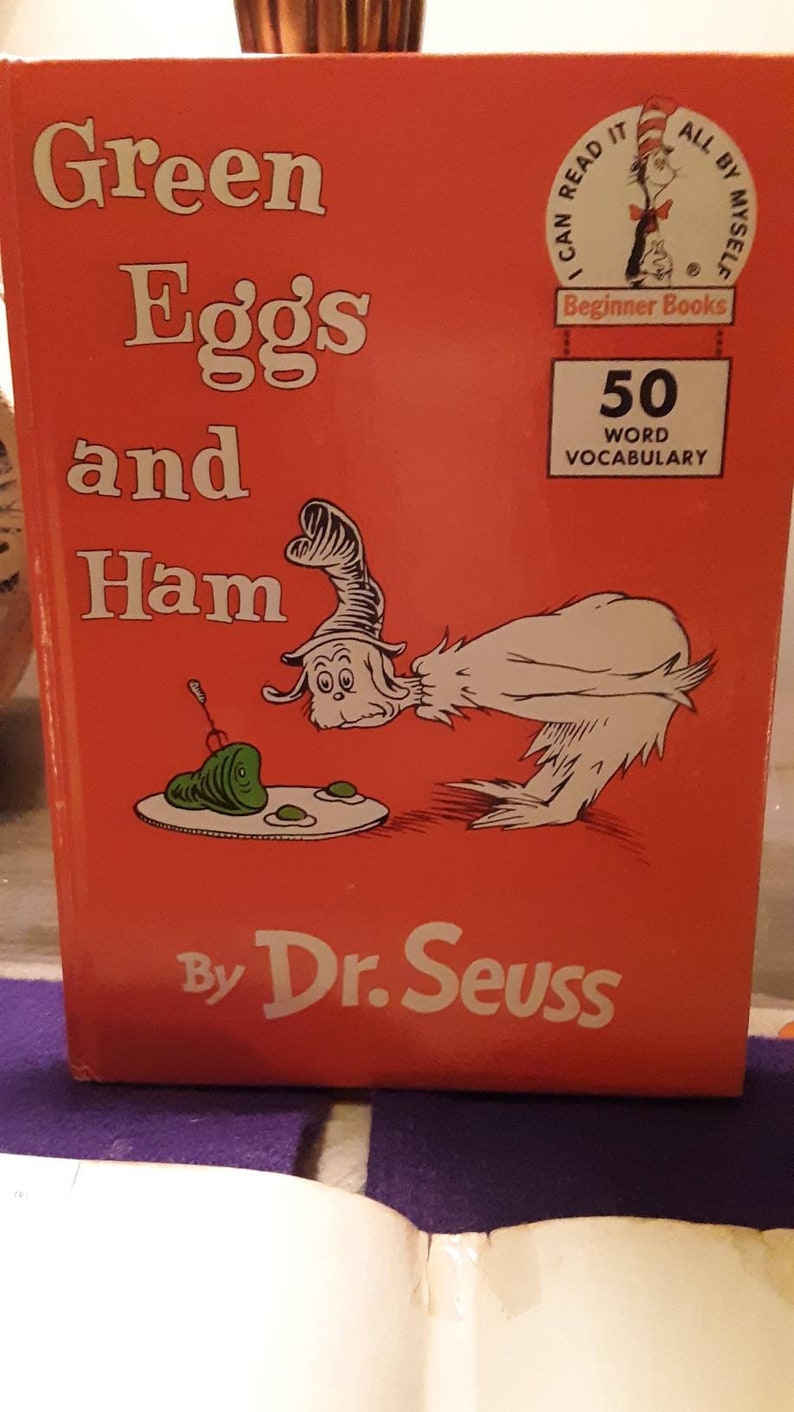 Green
Eggs
and
Ham
I CAN READ IT ALL BY MYSELF
®
Beginner Books
50
WORD
VOCABULARY
By Dr. Seuss